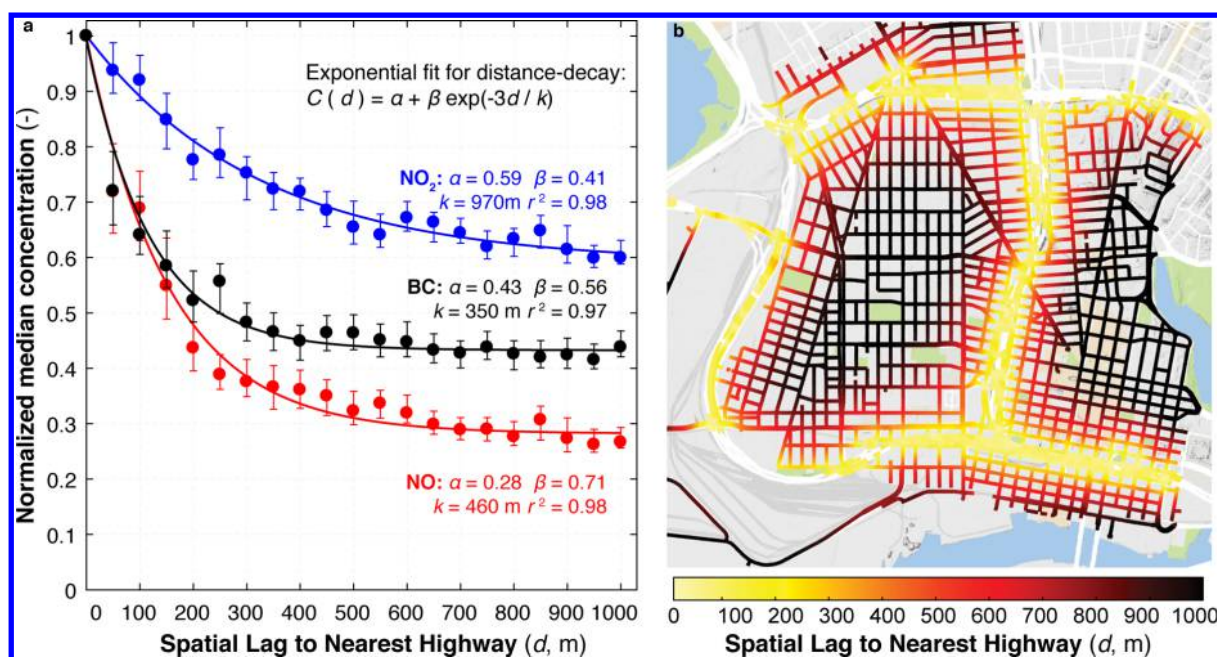 a
Normalized median concentration (-)
1
0.9
0.8
0.7
0.6
0.5
0.4
0.3
0.2
0.1
0
Exponential fit for distance-decay:
C ( d ) = α + β exp(-3d / k)
NO₂: α = 0.59 β = 0.41
k = 970m r² = 0.98
BC: α = 0.43 β = 0.56
k = 350 m r² = 0.97
NO: α = 0.28 β = 0.71
k = 460 m r² = 0.98
0 100 200 300 400 500 600 700 800 900 1000
Spatial Lag to Nearest Highway (d, m)
b
0 100 200 300 400 500 600 700 800 900 1000
Spatial Lag to Nearest Highway (d, m)